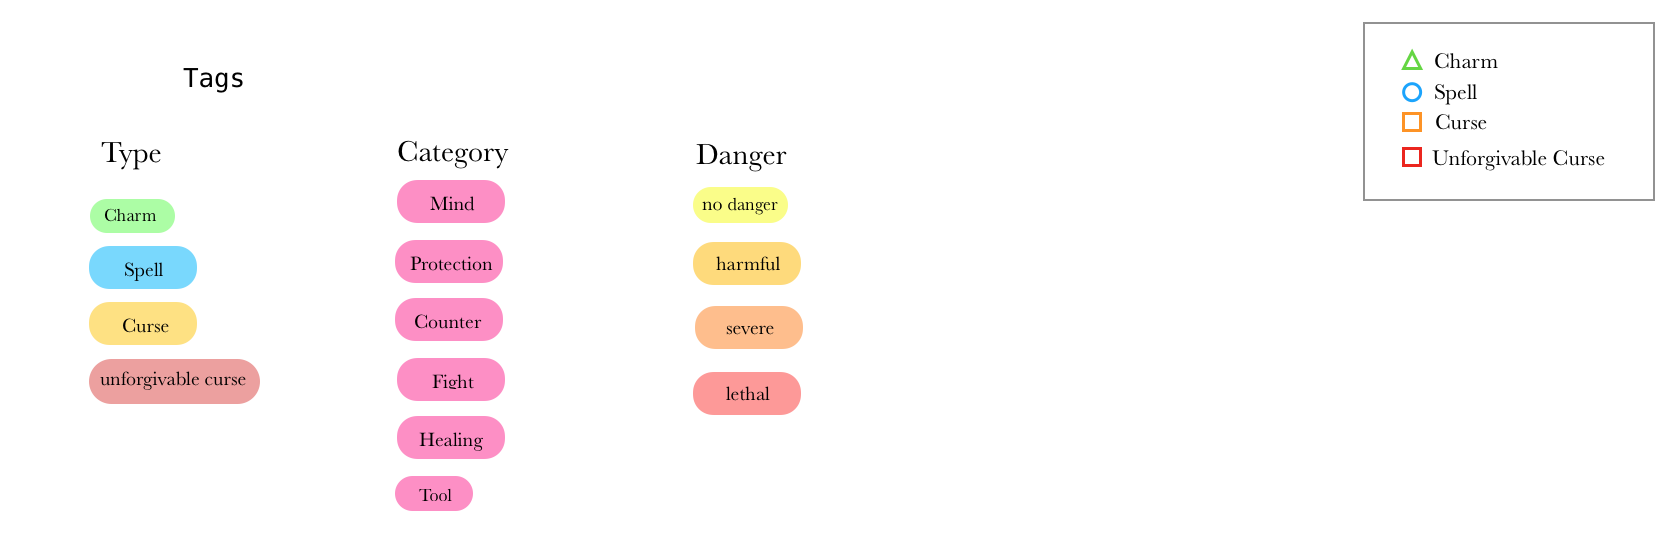 Tags
Type
Charm
Spell
Curse
unforgivable curse
Category
Mind
Protection
Counter
Fight
Healing
Tool
Danger
no danger
harmful
severe
lethal
Charm
Spell
Curse
Unforgivable Curse